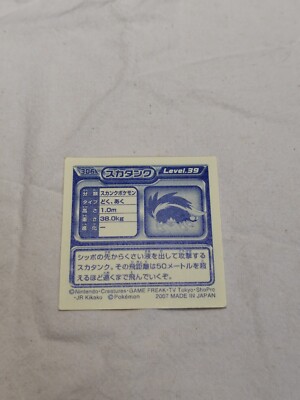 306 スカタンク Level.39
分類 スカンクポケモン
タイプ どく、あく
高さ 1.0m
重さ 38.0kg
進化 —
シッポの先からくさい液を出して攻撃する
スカタンク。その飛距離は50メートルを超
えるほど遠くまで飛んでいくぞ。
©Nintendo・Creatures・GAME FREAK・TV Tokyo・ShoPro
・JR Kikaku ©Pokémon 2007 MADE IN JAPAN